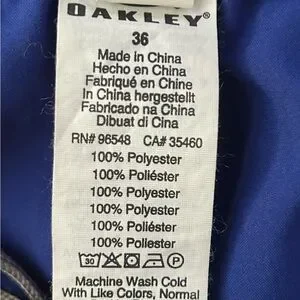 OAKLEY®
36
Made in China
Hecho en China
Fabriqué en Chine
In China hergestellt
Fabricado na China
Dibuat di Cina
RN# 96548 CA# 35460
100% Polyester
100% Poliéster
100% Polyester
100% Polyester
100% Poliéster
100% Poliester
30 P
Machine Wash Cold
With Like Colors, Normal